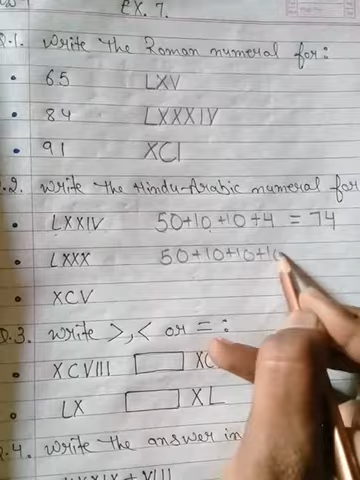 EX. 7.
Q.1. Write The Roman numeral for:
• 65 LXV
• 84 LXXXIV
• 91 XCI
Q.2. Write the Hindu-Arabic numeral for
• LXXIV 50+10+10+4 = 74
• LXXX 50+10+10+10
• XCV
Q.3. Write >, < or = :
• XCVIII XC
• LX XL
Q.4. Write The answer in
+ VIII